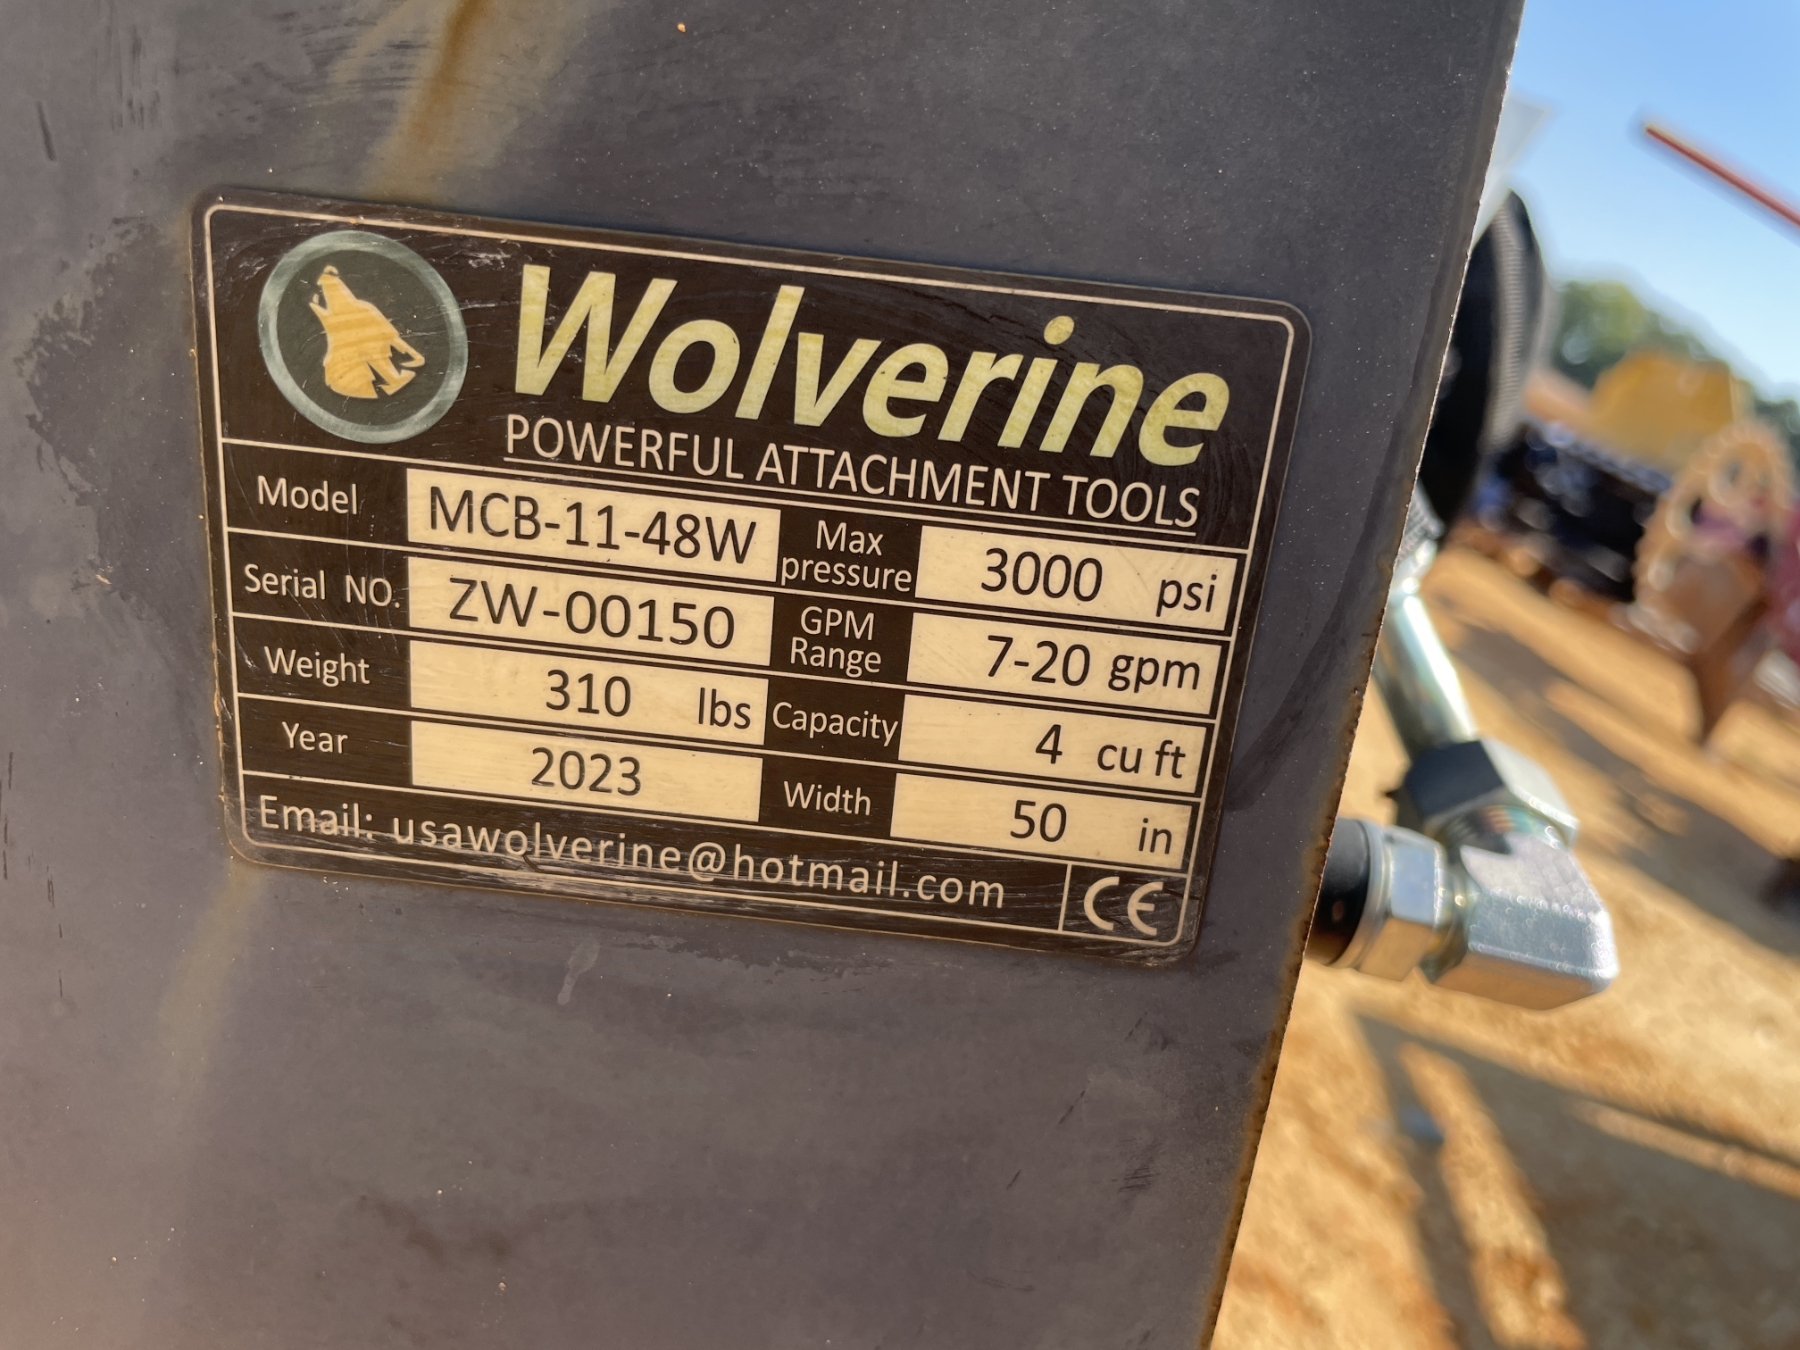 Wolverine
POWERFUL ATTACHMENT TOOLS
Model MCB-11-48W Max pressure 3000 psi
Serial NO. ZW-00150 GPM Range 7-20 gpm
Weight 310 lbs Capacity 4 cu ft
Year 2023 Width 50 in
Email: usawolverine@hotmail.com CE